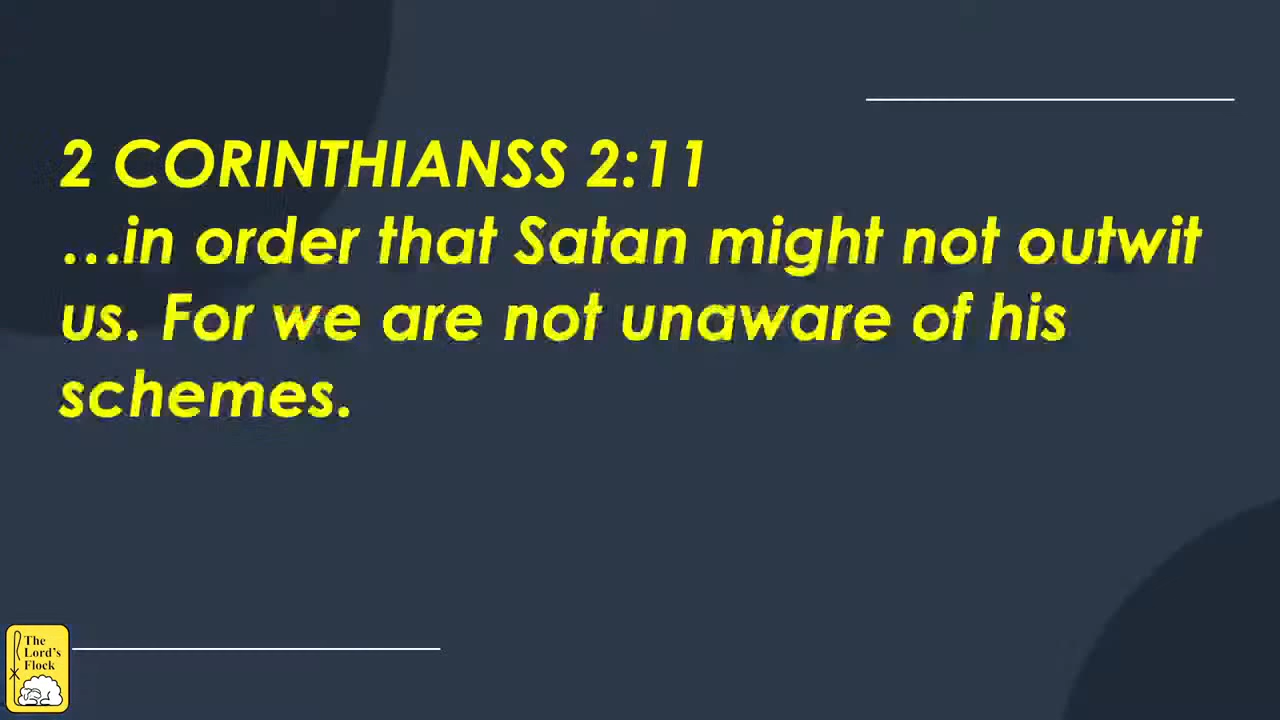 2 CORINTHIANSS 2:11
…in order that Satan might not outwit
us. For we are not unaware of his
schemes.
The
Lord's
Flock